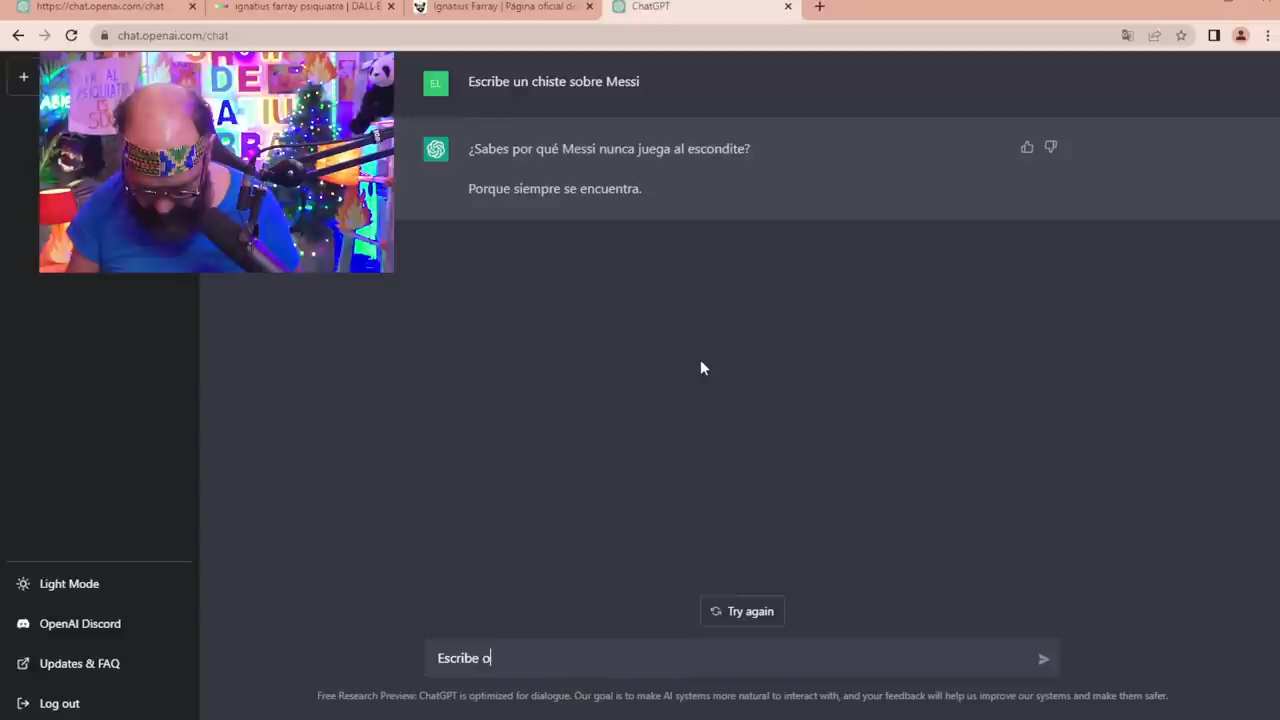 https://chat.openai.com/chat
ignatius farray psiquiatra | DALL·E
Ignatius Farray | Página oficial de
ChatGPT
chat.openai.com/chat
EL
Escribe un chiste sobre Messi
¿Sabes por qué Messi nunca juega al escondite?
Porque siempre se encuentra.
Light Mode
OpenAI Discord
Updates & FAQ
Log out
Try again
Escribe o
Free Research Preview: ChatGPT is optimized for dialogue. Our goal is to make AI systems more natural to interact with, and your feedback will help us improve our systems and make them safer.